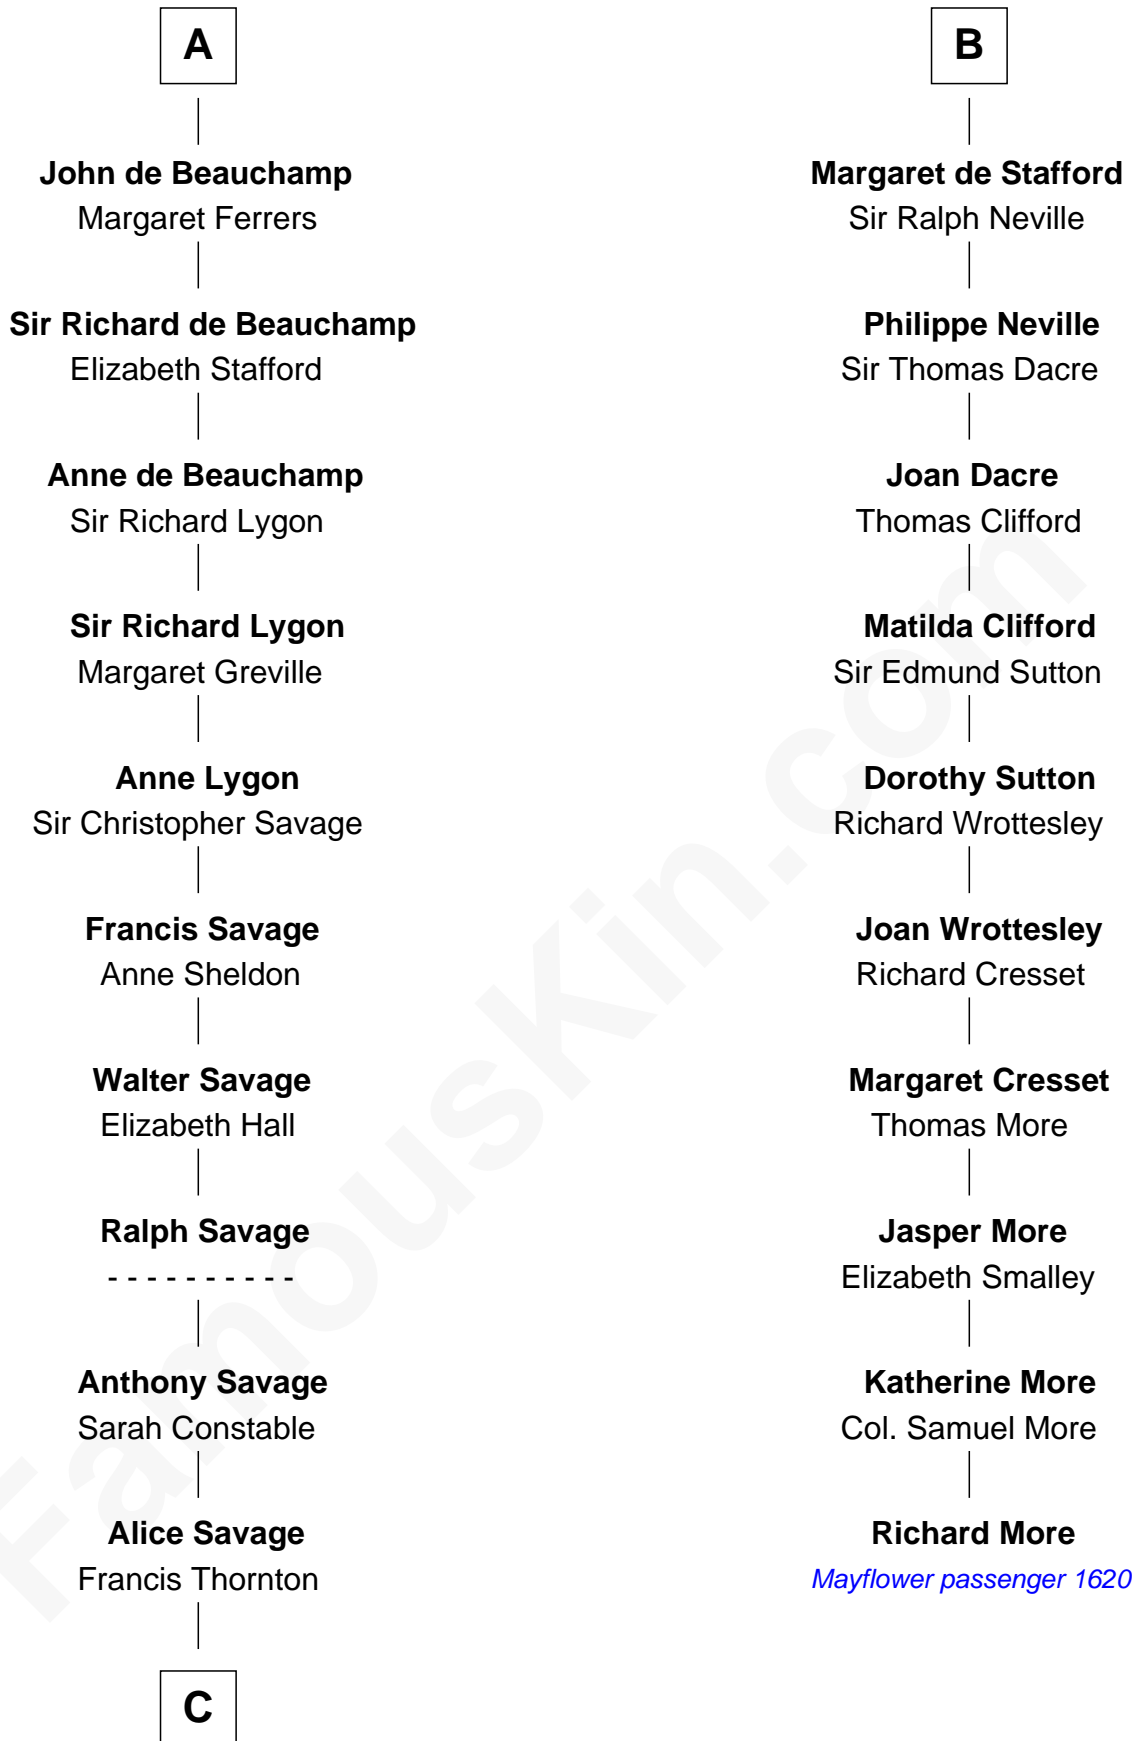 A
John de Beauchamp
Margaret Ferrers
Sir Richard de Beauchamp
Elizabeth Stafford
Anne de Beauchamp
Sir Richard Lygon
Sir Richard Lygon
Margaret Greville
Anne Lygon
Sir Christopher Savage
Francis Savage
Anne Sheldon
Walter Savage
Elizabeth Hall
Ralph Savage
- - - - - - - - - -
Anthony Savage
Sarah Constable
Alice Savage
Francis Thornton
C
B
Margaret de Stafford
Sir Ralph Neville
Philippe Neville
Sir Thomas Dacre
Joan Dacre
Thomas Clifford
Matilda Clifford
Sir Edmund Sutton
Dorothy Sutton
Richard Wrottesley
Joan Wrottesley
Richard Cresset
Margaret Cresset
Thomas More
Jasper More
Elizabeth Smalley
Katherine More
Col. Samuel More
Richard More
Mayflower passenger 1620
FamousKin.com